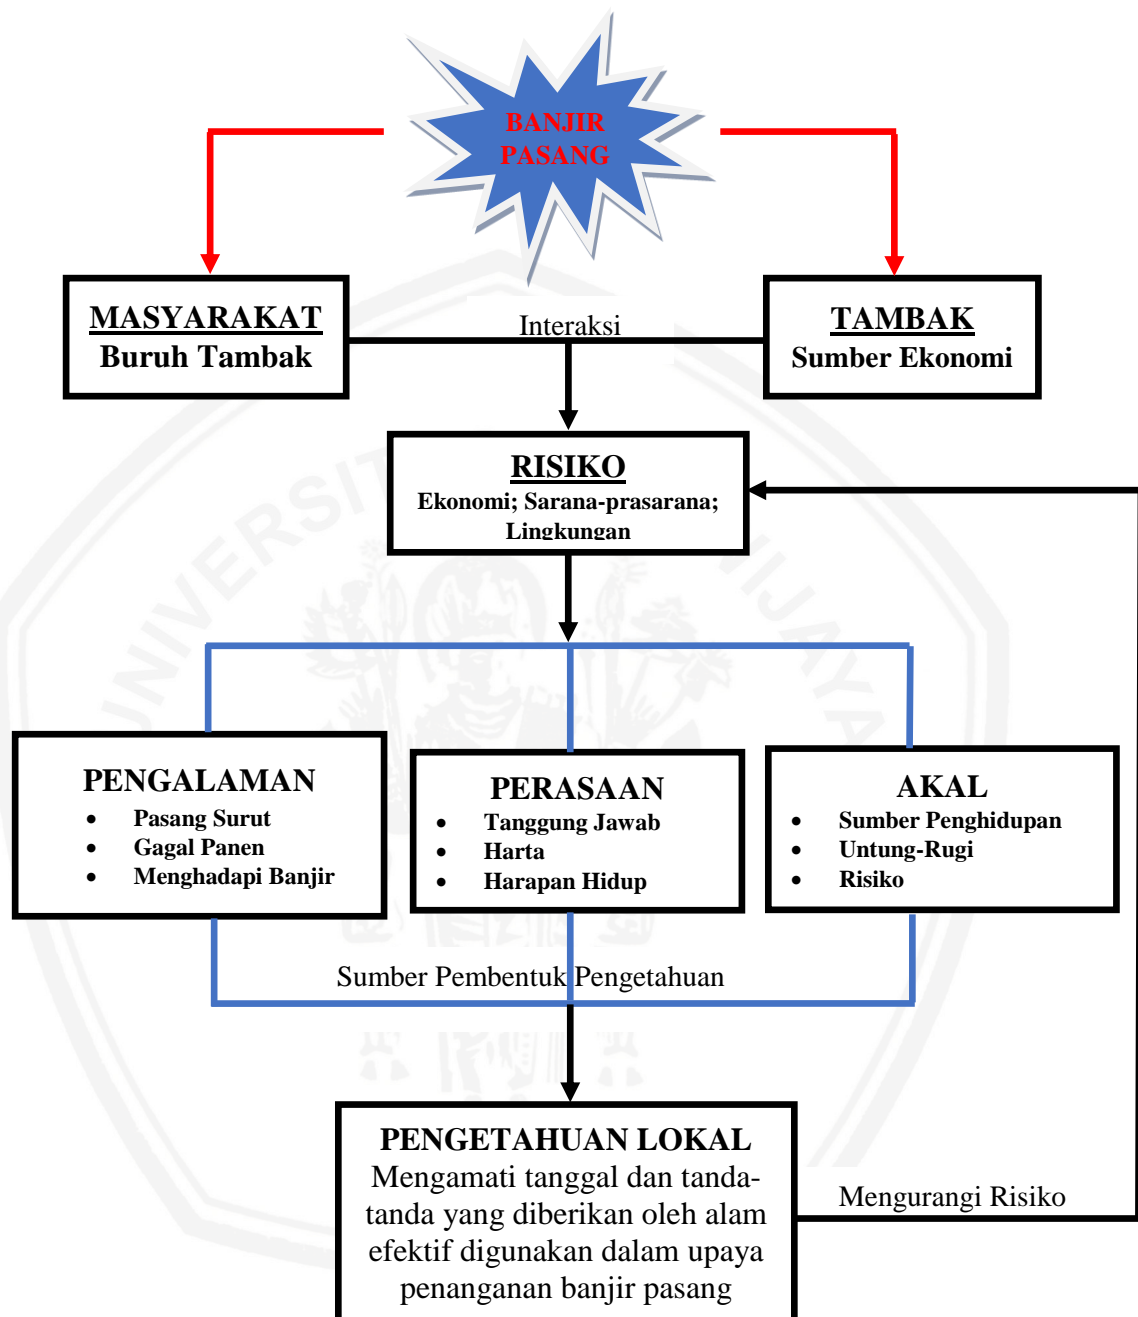 BANJIR
PASANG
MASYARAKAT
Buruh Tambak
Interaksi
TAMBAK
Sumber Ekonomi
RISIKO
Ekonomi; Sarana-prasarana;
Lingkungan
PENGALAMAN
• Pasang Surut
• Gagal Panen
• Menghadapi Banjir
PERASAAN
• Tanggung Jawab
• Harta
• Harapan Hidup
AKAL
• Sumber Penghidupan
• Untung-Rugi
• Risiko
Sumber Pembentuk Pengetahuan
PENGETAHUAN LOKAL
Mengamati tanggal dan tanda-
tanda yang diberikan oleh alam
efektif digunakan dalam upaya
penanganan banjir pasang
Mengurangi Risiko